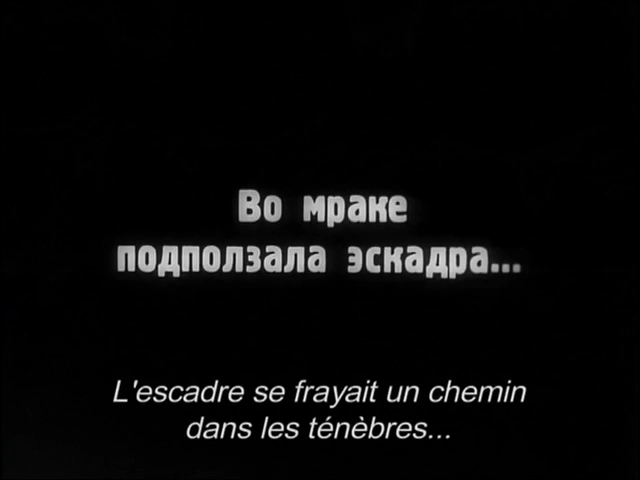 Во мраке
подползала эскадра...
L'escadre se frayait un chemin
dans les ténèbres...